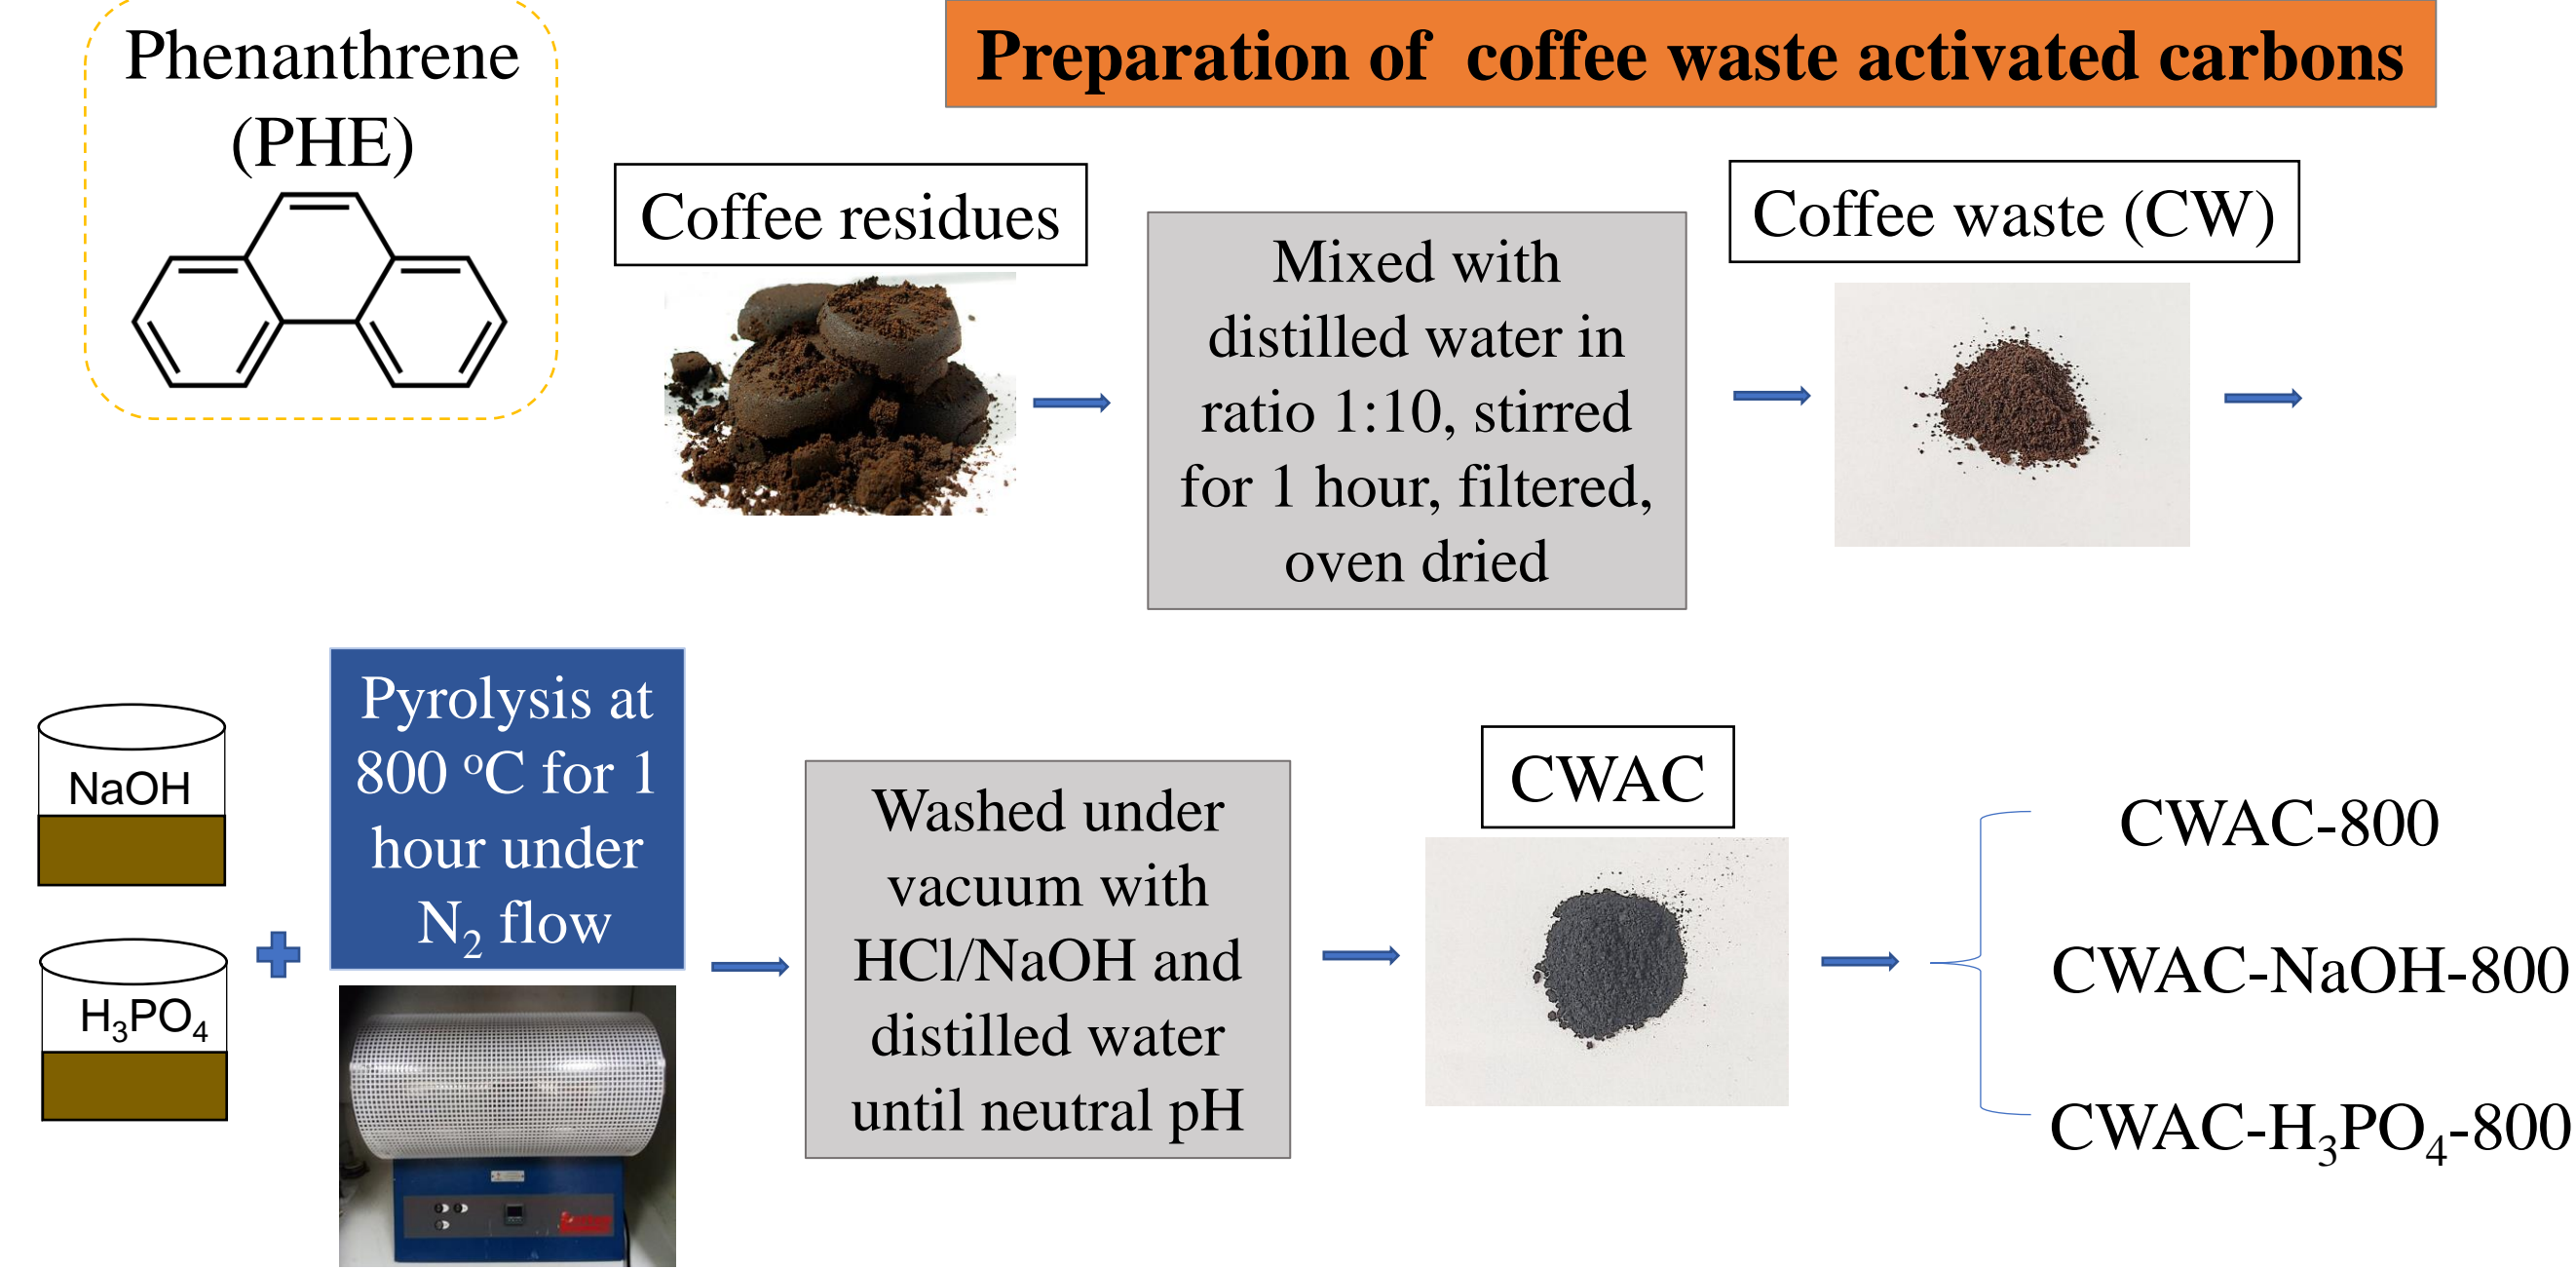 Phenanthrene
(PHE)
Preparation of  coffee waste activated carbons
Coffee residues
Mixed with
distilled water in
ratio 1:10, stirred
for 1 hour, filtered,
oven dried
Coffee waste (CW)
NaOH
H₃PO₄
Pyrolysis at
800 ºC for 1
hour under
N₂ flow
Washed under
vacuum with
HCl/NaOH and
distilled water
until neutral pH
CWAC
CWAC-800
CWAC-NaOH-800
CWAC-H₃PO₄-800